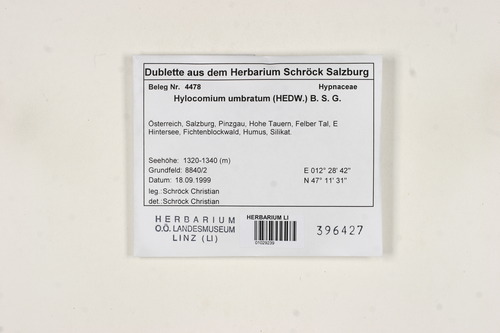 Dublette aus dem Herbarium Schröck Salzburg
Beleg Nr. 4478 Hypnaceae
Hylocomium umbratum (HEDW.) B. S. G.
Österreich, Salzburg, Pinzgau, Hohe Tauern, Felber Tal, E
Hintersee, Fichtenblockwald, Humus, Silikat.
Seehöhe: 1320-1340 (m)
Grundfeld: 8840/2 E 012° 28' 42"
Datum: 18.09.1999 N 47° 11' 31"
leg.:Schröck Christian
det.:Schröck Christian
HERBARIUM
O.Ö. LANDESMUSEUM
LINZ (LI)
HERBARIUM LI
01029239
396427